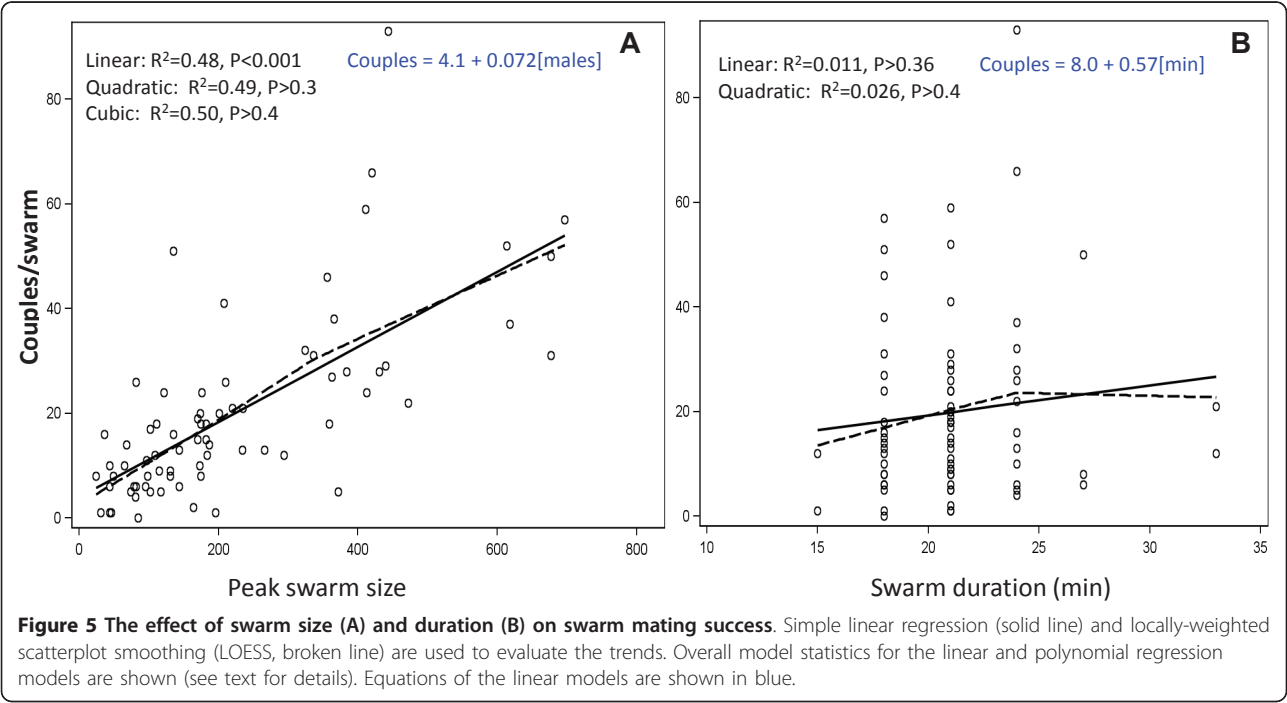 A
Linear: R²=0.48, P<0.001
Couples = 4.1 + 0.072[males]
Quadratic: R²=0.49, P>0.3
Cubic: R²=0.50, P>0.4
80
60
40
20
0
Couples/swarm
0 200 400 600 800
Peak swarm size
B
Linear: R²=0.011, P>0.36
Couples = 8.0 + 0.57[min]
Quadratic: R²=0.026, P>0.4
80
60
40
20
0
10 15 20 25 30 35
Swarm duration (min)
Figure 5 The effect of swarm size (A) and duration (B) on swarm mating success. Simple linear regression (solid line) and locally-weighted
scatterplot smoothing (LOESS, broken line) are used to evaluate the trends. Overall model statistics for the linear and polynomial regression
models are shown (see text for details). Equations of the linear models are shown in blue.